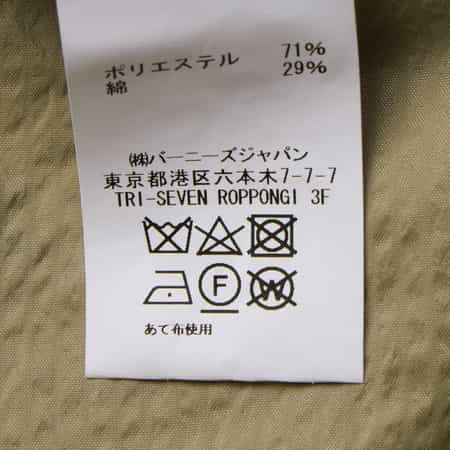 ポリエステル 71%
綿 29%
(株)バーニーズジャパン
東京都港区六本木7-7-7
TRI-SEVEN ROPPONGI 3F
F W
あて布使用